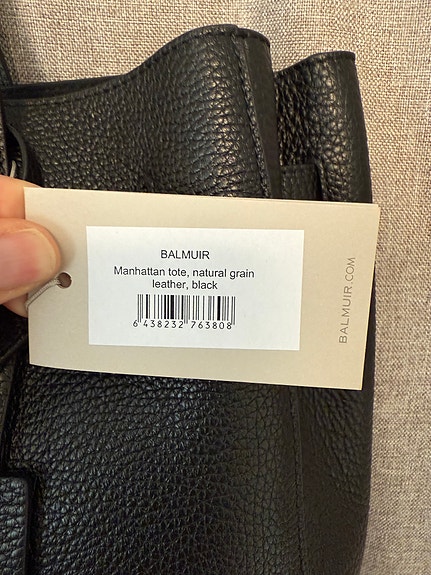 BALMUIR
Manhattan tote, natural grain
leather, black
6 438232 763808
BALMUIR.COM